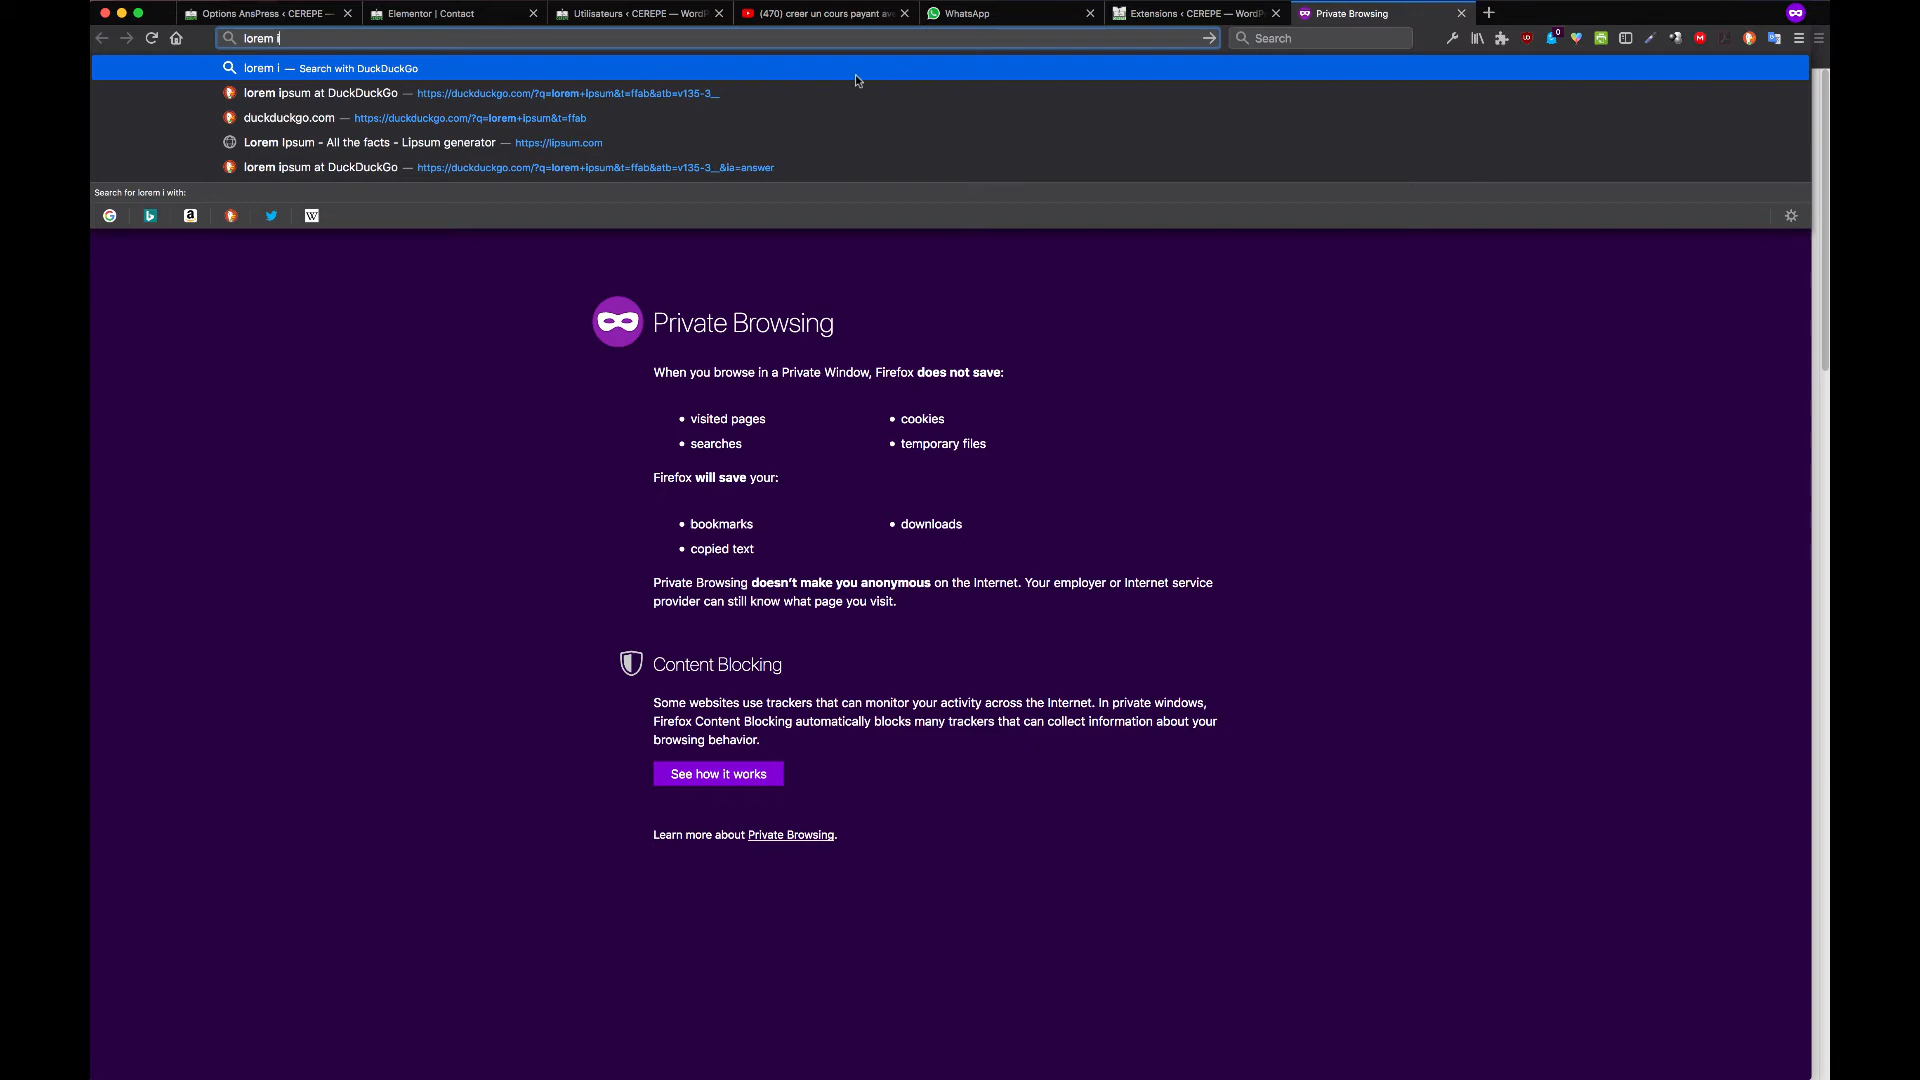 Options AnsPress ‹ CEREPE —
Elementor | Contact
Utilisateurs ‹ CEREPE — WordP
(470) creer un cours payant ave
WhatsApp
Extensions ‹ CEREPE — WordP
Private Browsing
lorem i
Search
0
lorem i — Search with DuckDuckGo
lorem ipsum at DuckDuckGo — https://duckduckgo.com/?q=lorem+ipsum&t=ffab&atb=v135-3__
duckduckgo.com — https://duckduckgo.com/?q=lorem+ipsum&t=ffab
Lorem Ipsum - All the facts - Lipsum generator — https://lipsum.com
lorem ipsum at DuckDuckGo — https://duckduckgo.com/?q=lorem+ipsum&t=ffab&atb=v135-3__&ia=answer
Search for lorem i with:
Private Browsing
When you browse in a Private Window, Firefox does not save:
• visited pages
• cookies
• searches
• temporary files
Firefox will save your:
• bookmarks
• downloads
• copied text
Private Browsing doesn’t make you anonymous on the Internet. Your employer or Internet service
provider can still know what page you visit.
Content Blocking
Some websites use trackers that can monitor your activity across the Internet. In private windows,
Firefox Content Blocking automatically blocks many trackers that can collect information about your
browsing behavior.
See how it works
Learn more about Private Browsing.